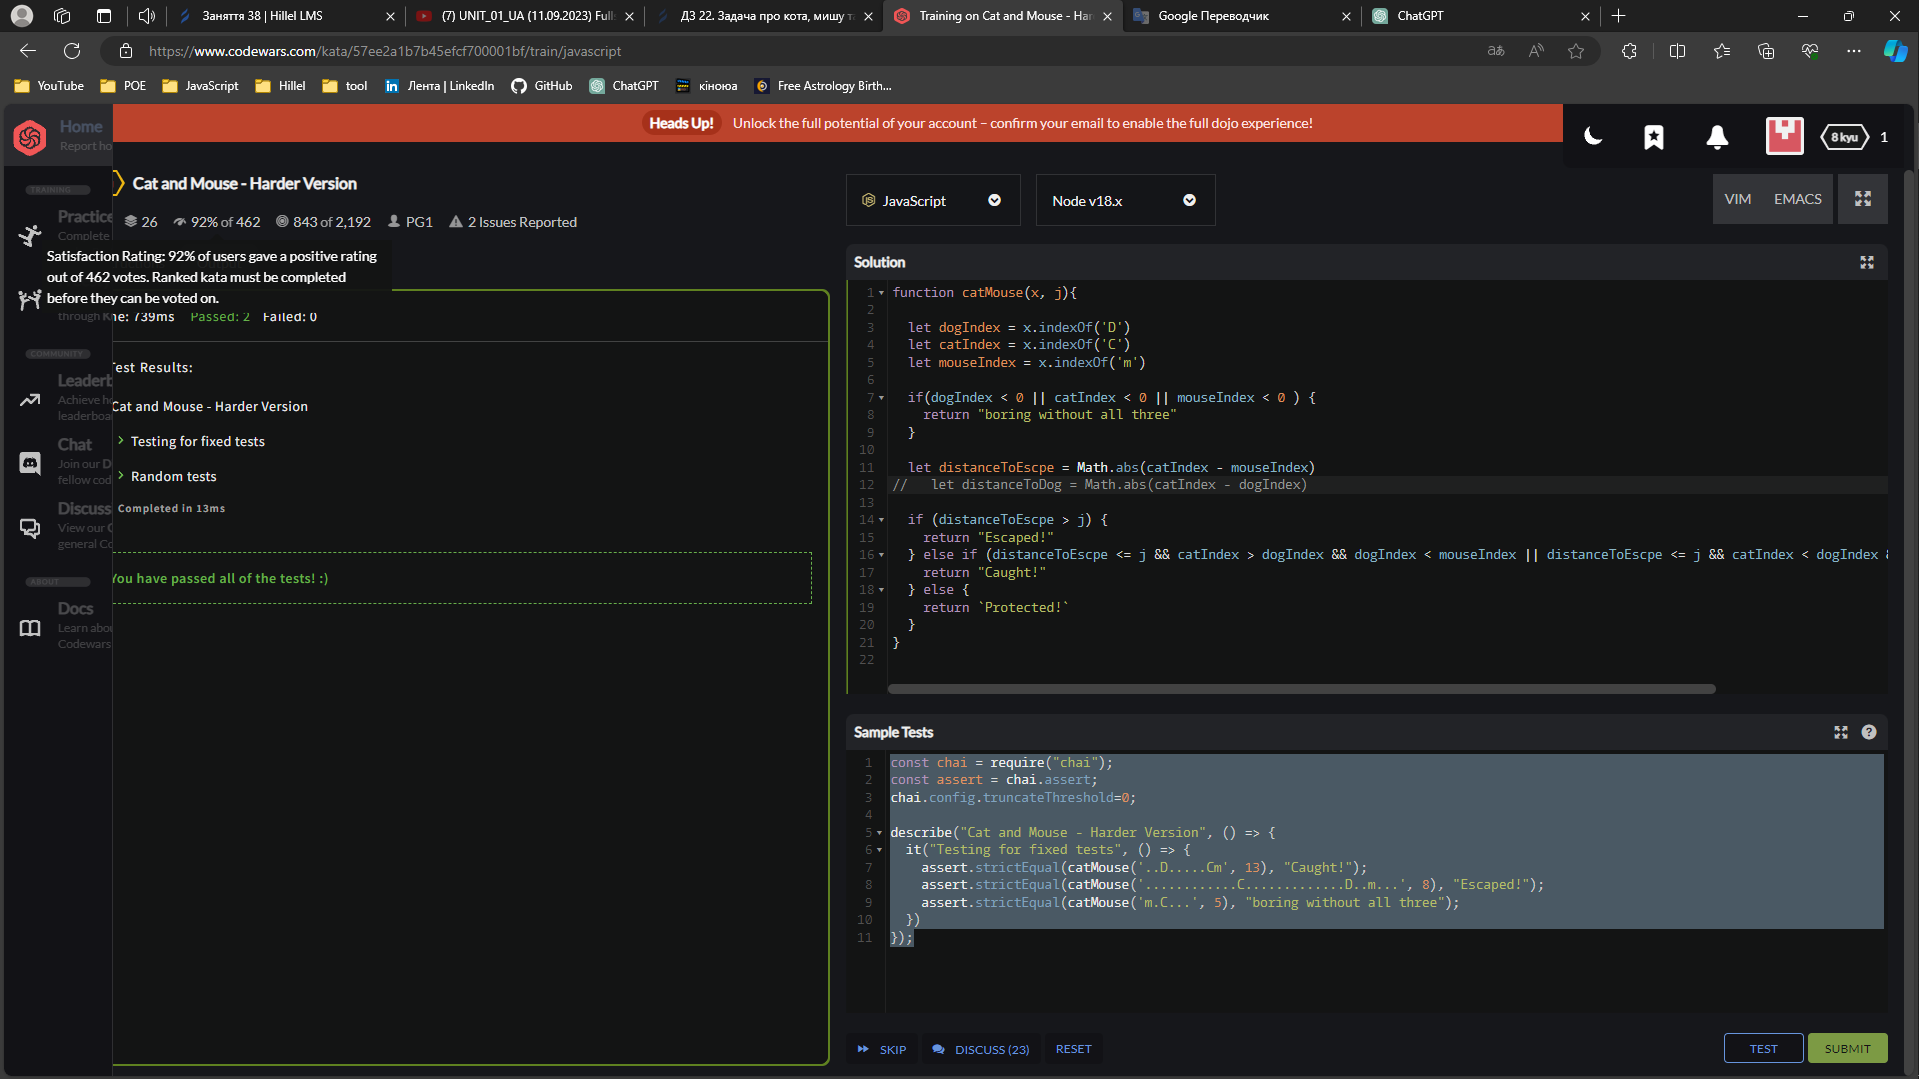 Заняття 38 | Hillel LMS
(7) UNIT_01_UA (11.09.2023) Full
ДЗ 22. Задача про кота, мишу та
Training on Cat and Mouse - Har
Google Переводчик
ChatGPT
https://www.codewars.com/kata/57ee2a1b7b45efcf700001bf/train/javascript
YouTube
POE
JavaScript
Hillel
tool
Лента | LinkedIn
GitHub
ChatGPT
кіноюа
Free Astrology Birth...
Home
Report ho
Heads Up! Unlock the full potential of your account – confirm your email to enable the full dojo experience!
8 kyu 1
TRAINING
Practice
Complete
through K
COMMUNITY
Leaderb
Achieve ho
leaderboa
Chat
Join our D
fellow cod
Discuss
View our C
general Co
ABOUT
Docs
Learn abou
Codewars
Cat and Mouse - Harder Version
26 92% of 462 843 of 2,192 PG1 2 Issues Reported
Satisfaction Rating: 92% of users gave a positive rating
out of 462 votes. Ranked kata must be completed
before they can be voted on.
ne: 739ms Passed: 2 Failed: 0
Test Results:
Cat and Mouse - Harder Version
Testing for fixed tests
Random tests
Completed in 13ms
You have passed all of the tests! :)
JavaScript
Node v18.x
VIM EMACS
Solution
1 function catMouse(x, j){
2
3 let dogIndex = x.indexOf('D')
4 let catIndex = x.indexOf('C')
5 let mouseIndex = x.indexOf('m')
6
7 if(dogIndex < 0 || catIndex < 0 || mouseIndex < 0 ) {
8 return "boring without all three"
9 }
10
11 let distanceToEscpe = Math.abs(catIndex - mouseIndex)
12 // let distanceToDog = Math.abs(catIndex - dogIndex)
13
14 if (distanceToEscpe > j) {
15 return "Escaped!"
16 } else if (distanceToEscpe <= j && catIndex > dogIndex && dogIndex < mouseIndex || distanceToEscpe <= j && catIndex < dogIndex &
17 return "Caught!"
18 } else {
19 return `Protected!`
20 }
21 }
22
Sample Tests
1 const chai = require("chai");
2 const assert = chai.assert;
3 chai.config.truncateThreshold=0;
4
5 describe("Cat and Mouse - Harder Version", () => {
6 it("Testing for fixed tests", () => {
7 assert.strictEqual(catMouse('..D.....Cm', 13), "Caught!");
8 assert.strictEqual(catMouse('............C.............D..m...', 8), "Escaped!");
9 assert.strictEqual(catMouse('m.C...', 5), "boring without all three");
10 })
11 });
SKIP DISCUSS (23) RESET
TEST SUBMIT